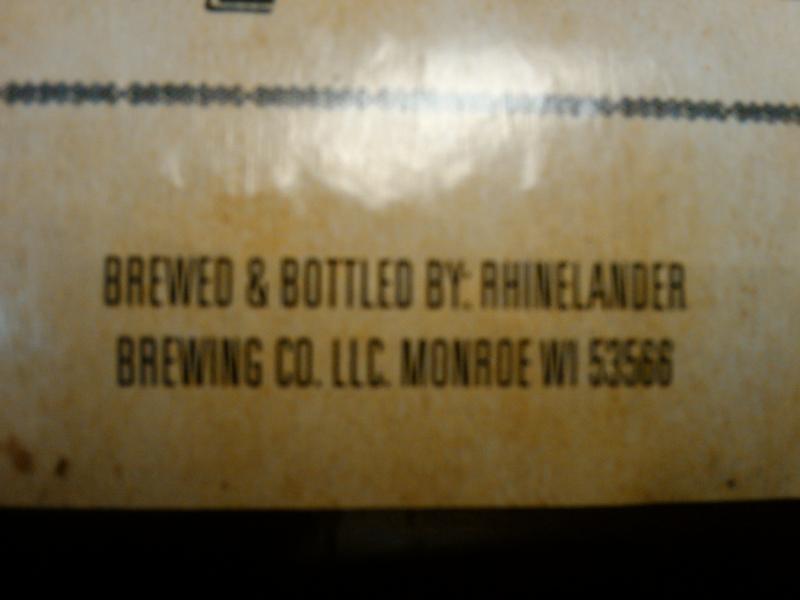 BREWED & BOTTLED BY: RHINELANDER
BREWING CO. LLC. MONROE WI 53566